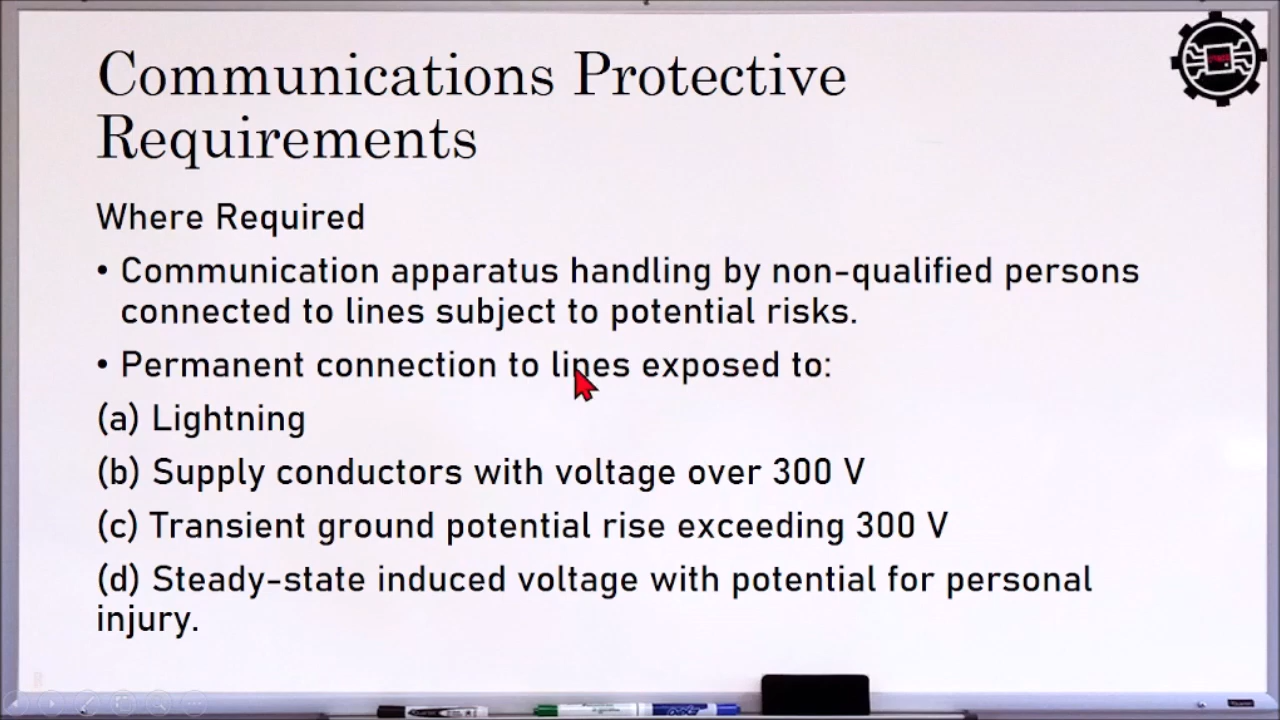 Communications Protective
Requirements
Where Required
• Communication apparatus handling by non-qualified persons
connected to lines subject to potential risks.
• Permanent connection to lines exposed to:
(a) Lightning
(b) Supply conductors with voltage over 300 V
(c) Transient ground potential rise exceeding 300 V
(d) Steady-state induced voltage with potential for personal
injury.